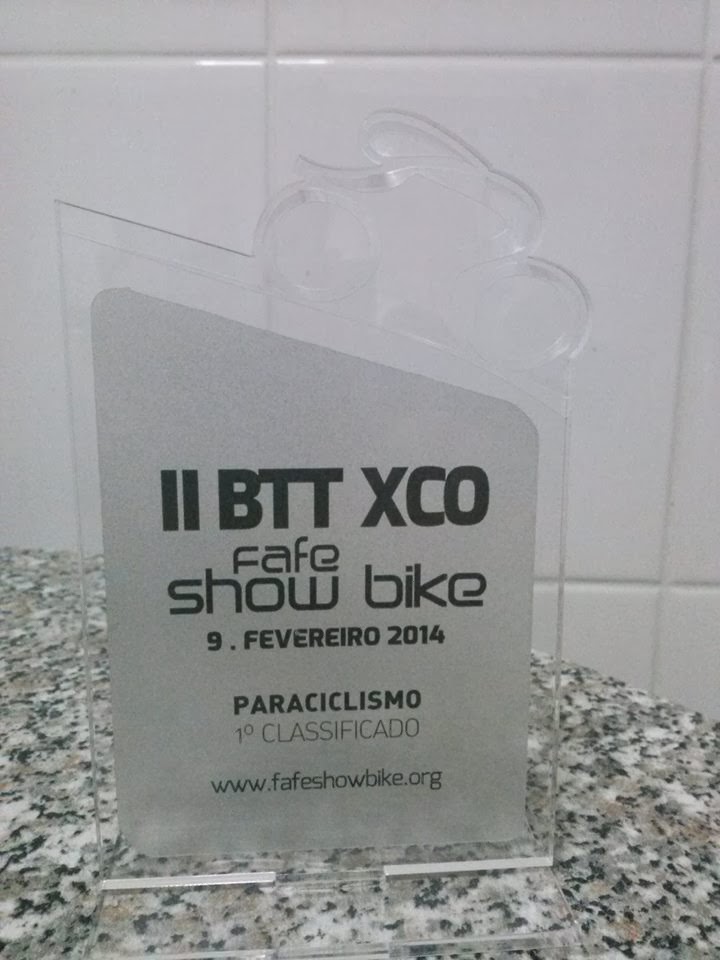 II BTT XCO
fafe
show bike
9 . FEVEREIRO 2014
PARACICLISMO
1º CLASSIFICADO
www.fafeshowbike.org